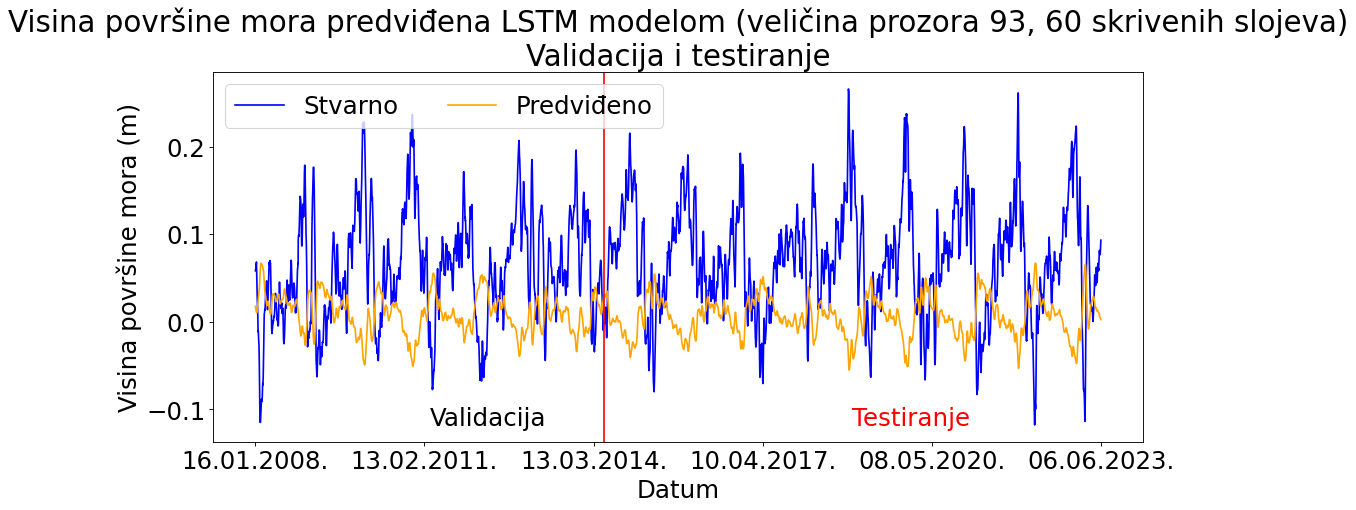 Visina površine mora predviđena LSTM modelom (veličina prozora 93, 60 skrivenih slojeva)
Validacija i testiranje
Stvarno
Predviđeno
Visina površine mora (m)
0.2
0.1
0.0
−0.1
Validacija
Testiranje
16.01.2008.
13.02.2011.
13.03.2014.
10.04.2017.
08.05.2020.
06.06.2023.
Datum